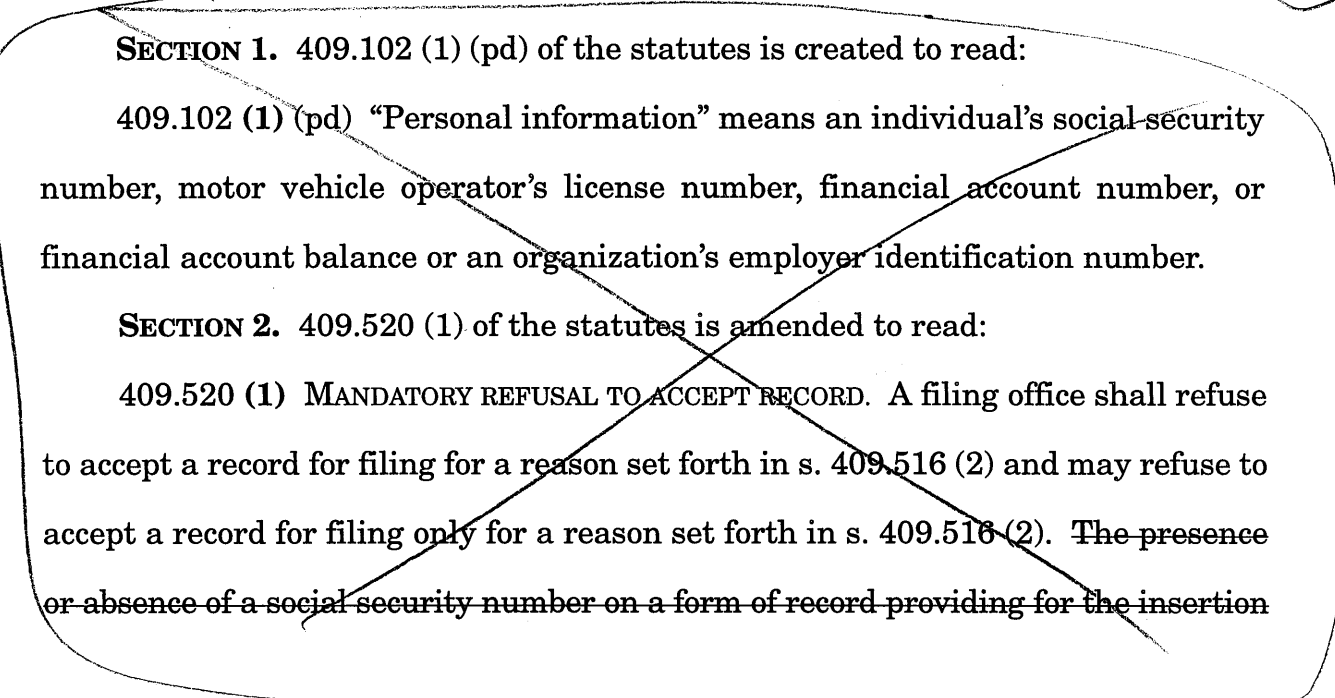 SECTION 1. 409.102 (1) (pd) of the statutes is created to read:
409.102 (1) (pd) “Personal information” means an individual’s social security
number, motor vehicle operator’s license number, financial account number, or
financial account balance or an organization’s employer identification number.
SECTION 2. 409.520 (1) of the statutes is amended to read:
409.520 (1) MANDATORY REFUSAL TO ACCEPT RECORD. A filing office shall refuse
to accept a record for filing for a reason set forth in s. 409.516 (2) and may refuse to
accept a record for filing only for a reason set forth in s. 409.516 (2). The presence
or absence of a social security number on a form of record providing for the insertion